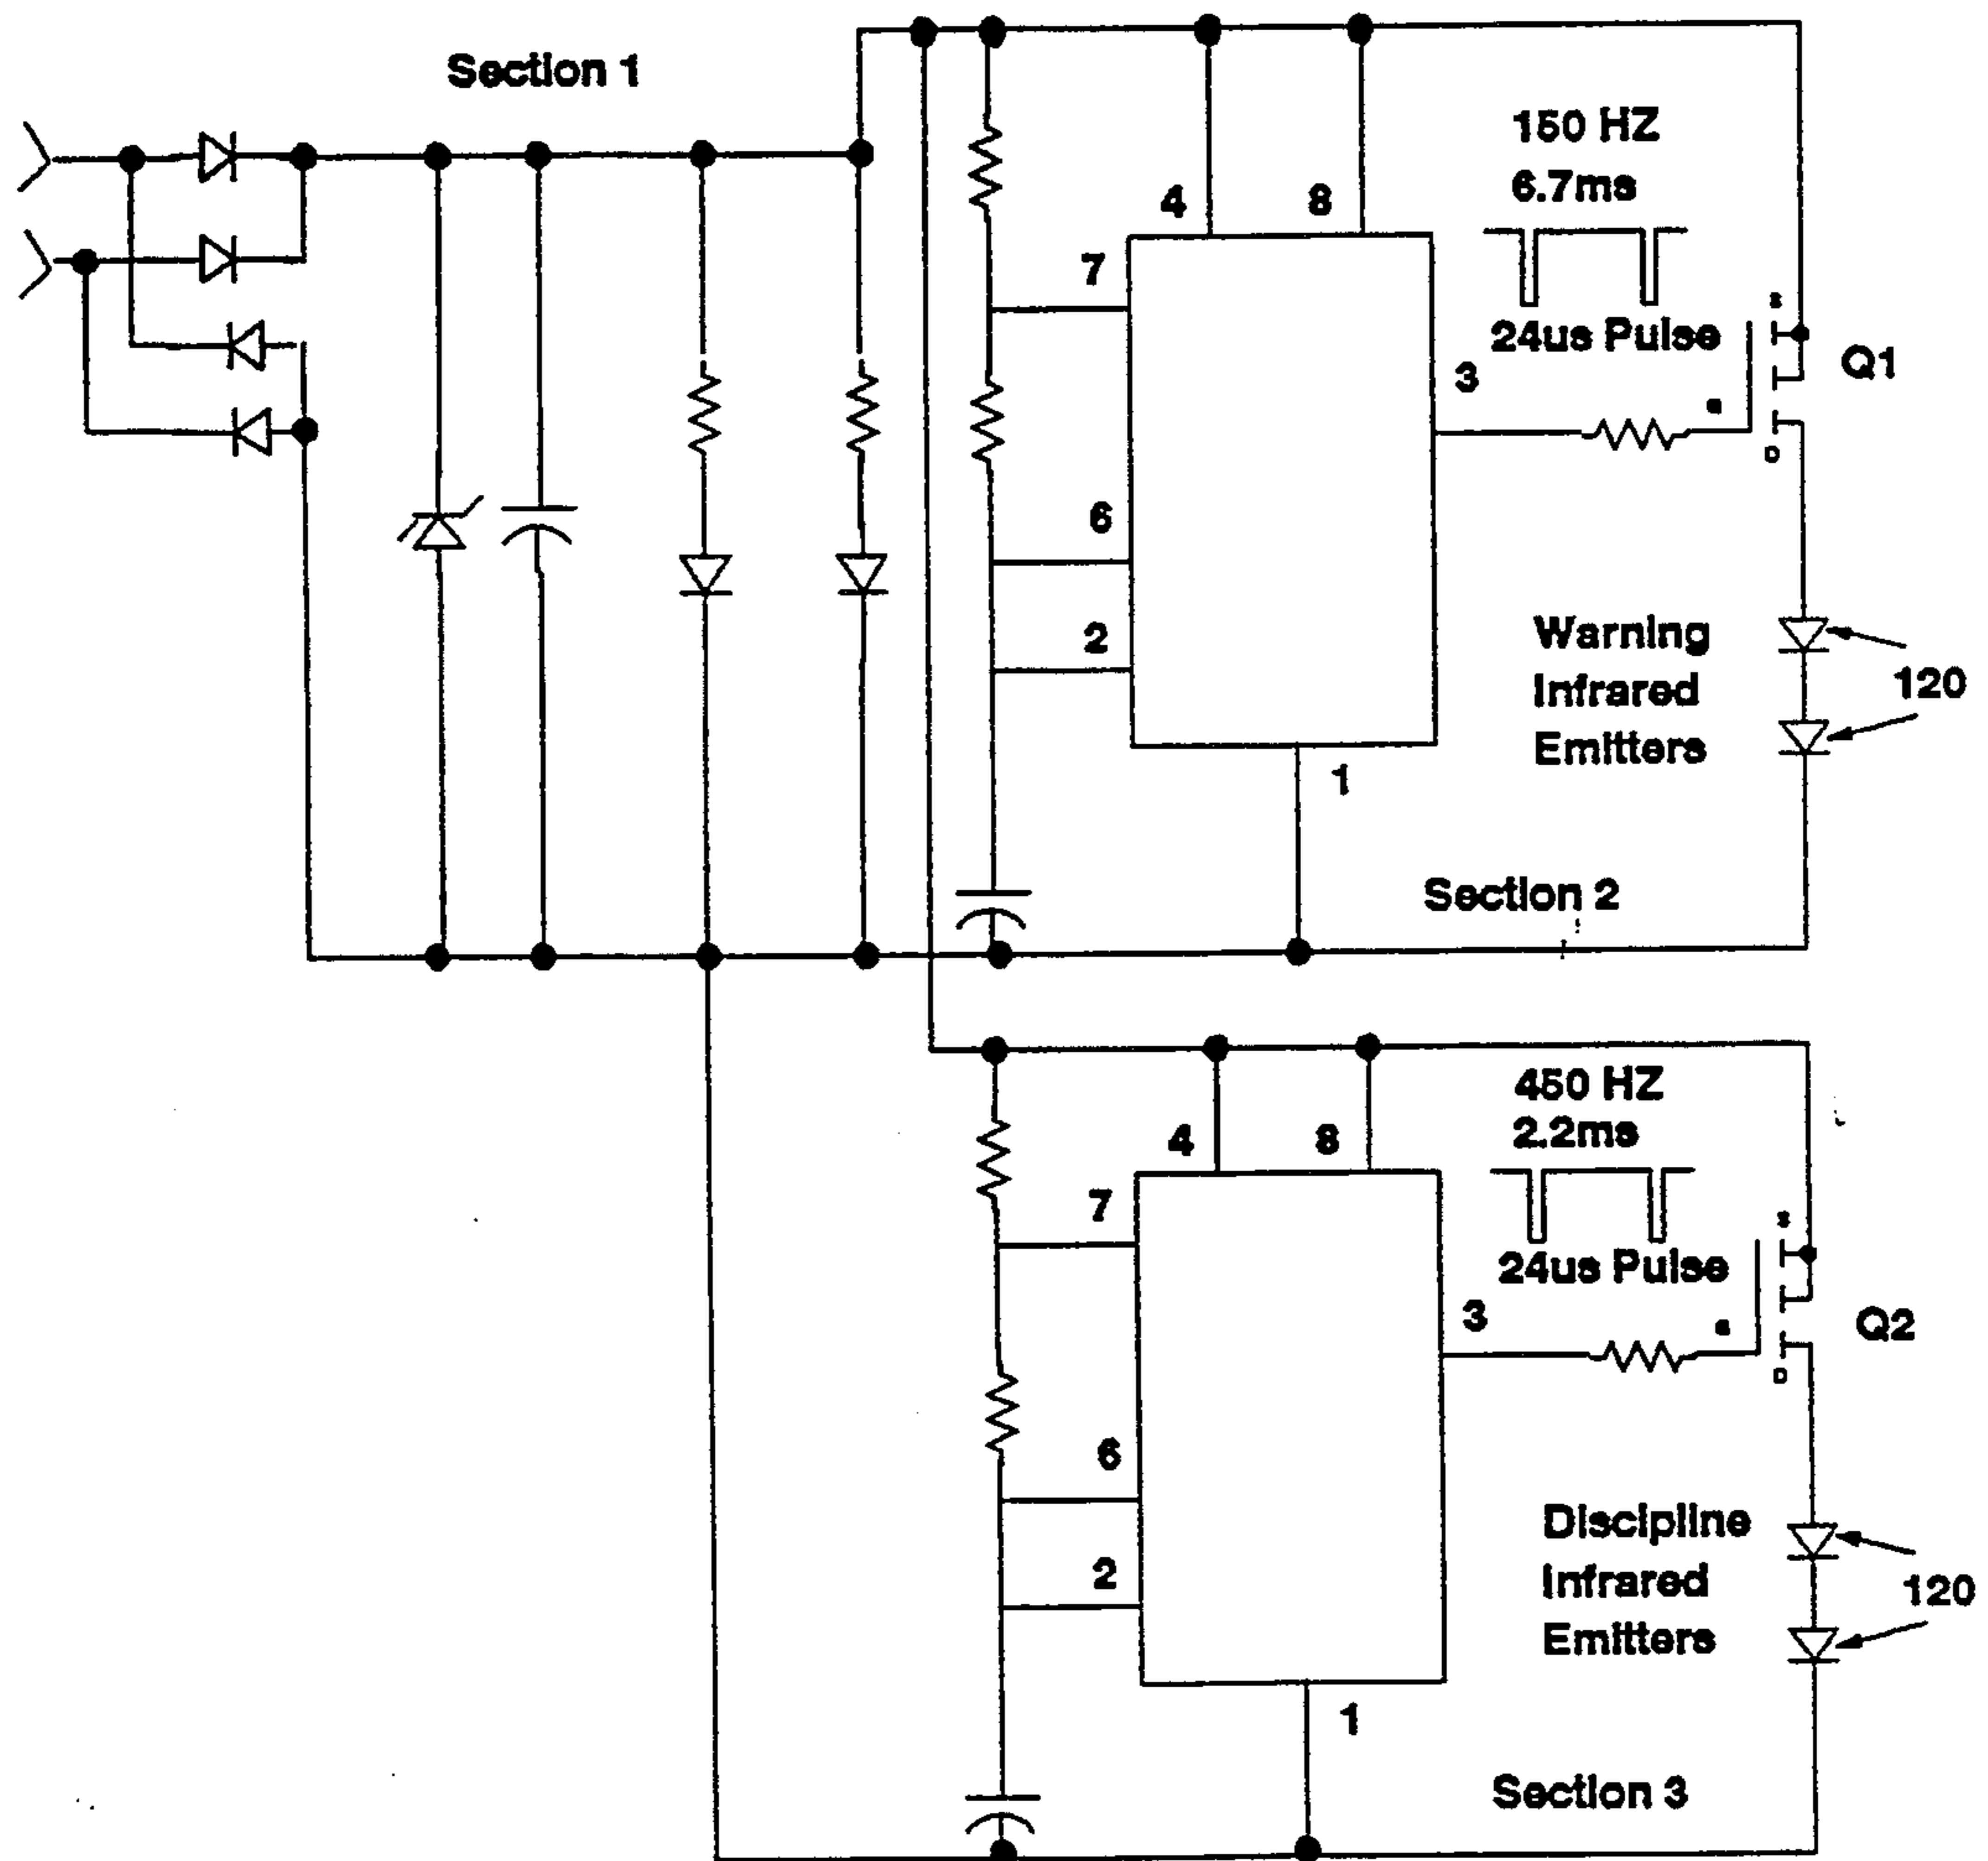 Section 1
150 HZ
6.7ms
4
8
7
24us Pulse
S
Q1
3
G
D
6
2
Warning
Infrared
Emitters
120
1
Section 2
450 HZ
2.2ms
4
8
7
24us Pulse
S
Q2
3
G
D
6
2
Discipline
Infrared
Emitters
120
1
Section 3